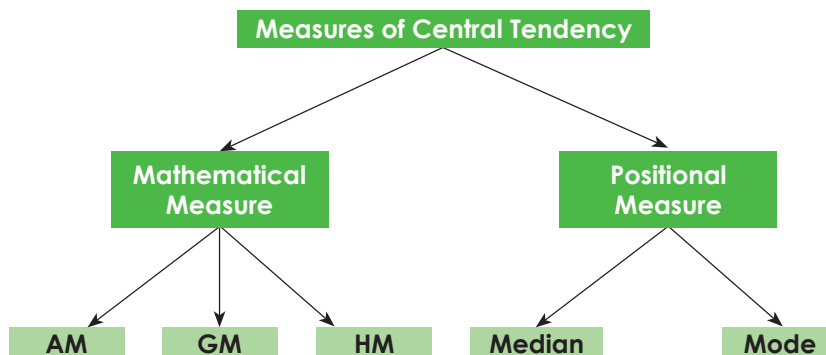 Measures of Central Tendency
Mathematical
Measure
Positional
Measure
AM
GM
HM
Median
Mode